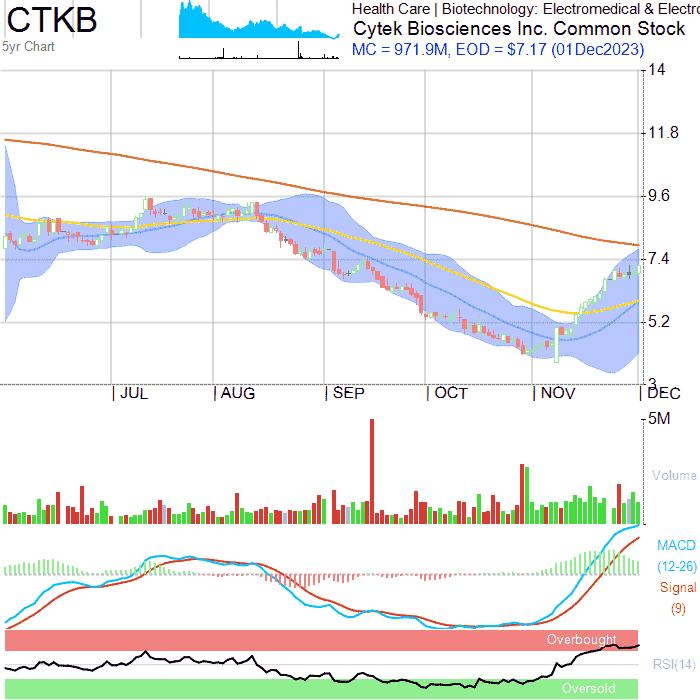 CTKB
5yr Chart
Health Care | Biotechnology: Electromedical & Electro
Cytek Biosciences Inc. Common Stock
MC = 971.9M, EOD = $7.17 (01Dec2023)
14
11.8
9.6
7.4
5.2
3
| JUL | AUG | SEP | OCT | NOV | DEC
5M
Volume
MACD
(12-26)
Signal
(9)
Overbought
RSI(14)
Oversold